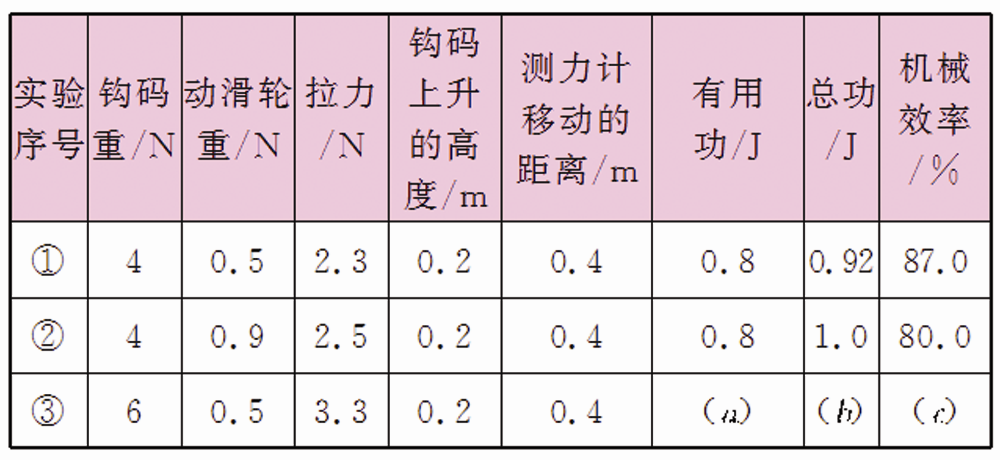 实验序号 钩码重/N 动滑轮重/N 拉力/N 钩码上升的高度/m 测力计移动的距离/m 有用功/J 总功/J 机械效率/%
① 4 0.5 2.3 0.2 0.4 0.8 0.92 87.0
② 4 0.9 2.5 0.2 0.4 0.8 1.0 80.0
③ 6 0.5 3.3 0.2 0.4 (a) (b) (c)